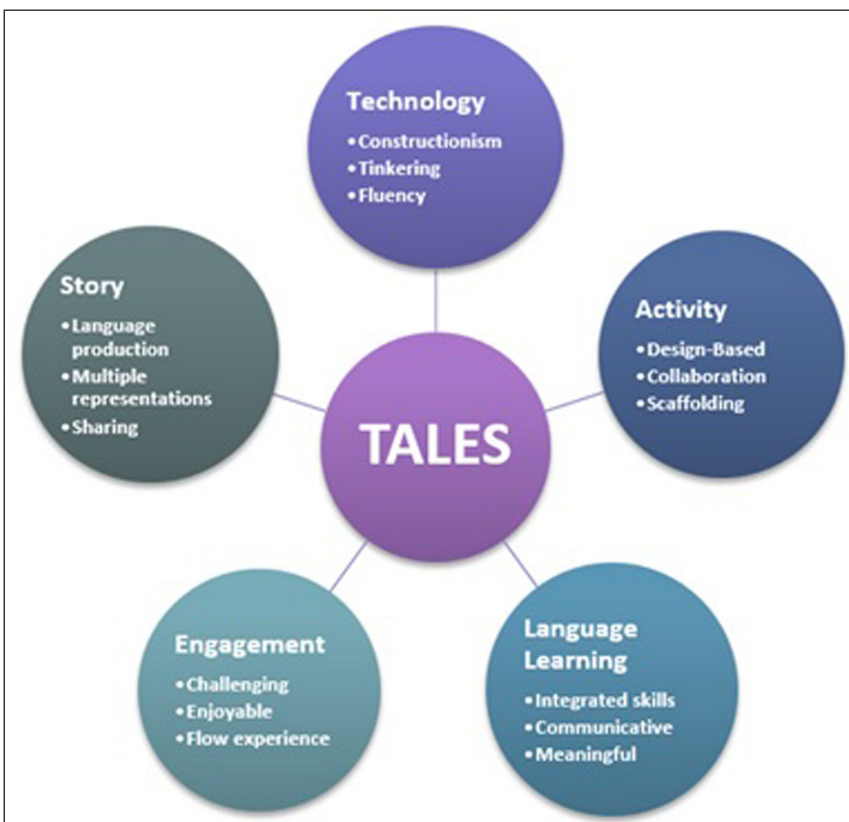 Technology
•Constructionism
•Tinkering
•Fluency
Activity
•Design-Based
•Collaboration
•Scaffolding
Language
Learning
•Integrated skills
•Communicative
•Meaningful
Engagement
•Challenging
•Enjoyable
•Flow experience
Story
•Language
production
•Multiple
representations
•Sharing
TALES